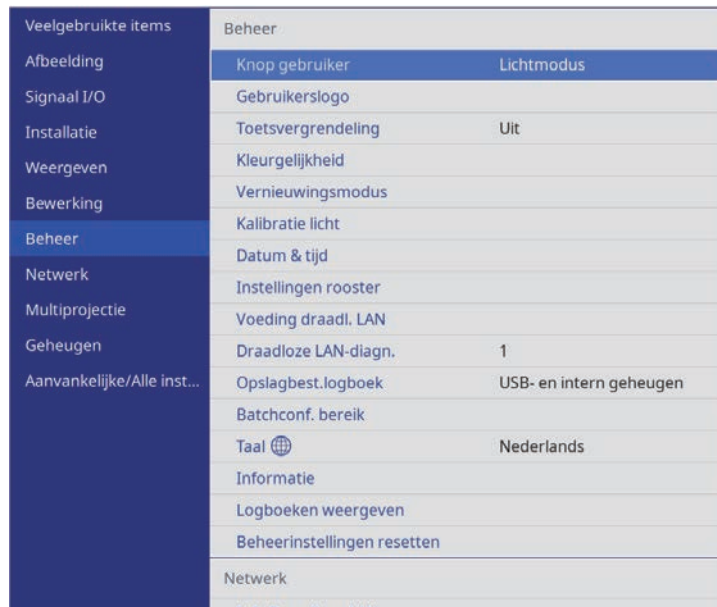 Veelgebruikte items
Afbeelding
Signaal I/O
Installatie
Weergeven
Bewerking
Beheer
Netwerk
Multiprojectie
Geheugen
Aanvankelijke/Alle inst...
Beheer
Knop gebruiker Lichtmodus
Gebruikerslogo
Toetsvergrendeling Uit
Kleurgelijkheid
Vernieuwingsmodus
Kalibratie licht
Datum & tijd
Instellingen rooster
Voeding draadl. LAN
Draadloze LAN-diagn. 1
Opslagbest.logboek USB- en intern geheugen
Batchconf. bereik
Taal Nederlands
Informatie
Logboeken weergeven
Beheerinstellingen resetten
Netwerk